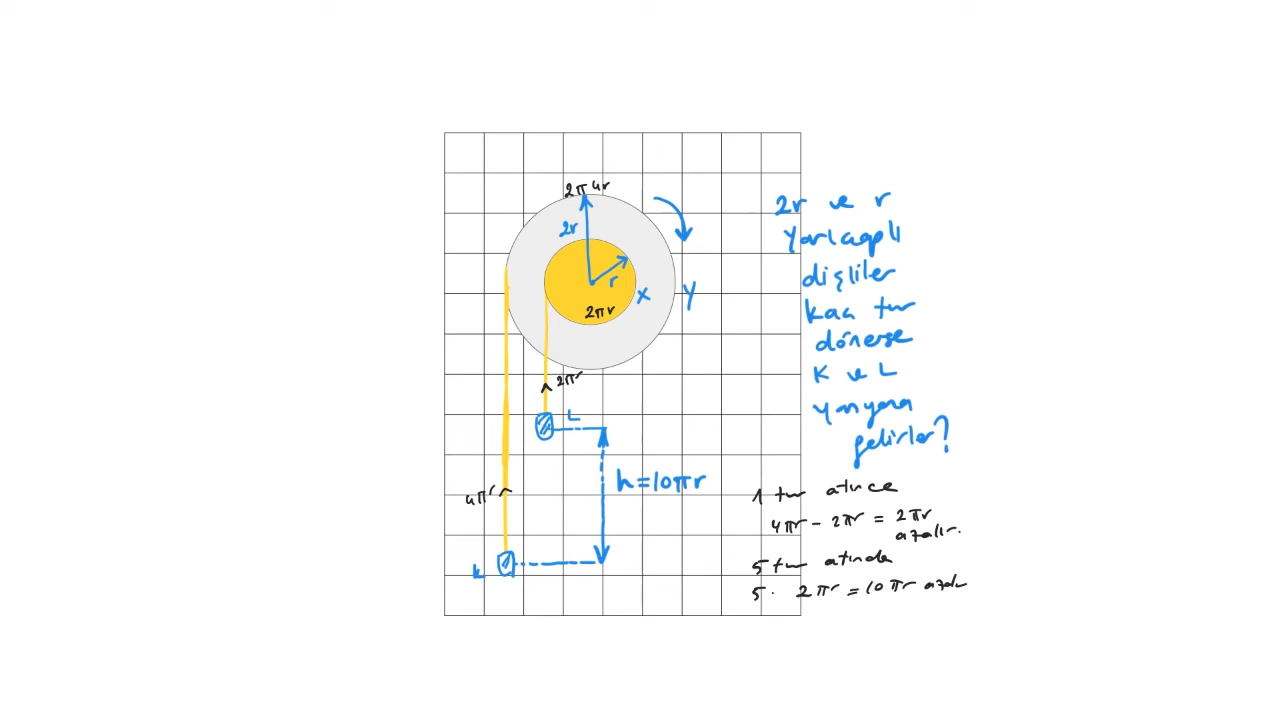 2π4r
2r
r
x
y
2πr
2πr
L
h=10πr
4πr
K
2r ve r
Yarıçaplı
dişliler
kaç tur
dönerse
K ve L
yanyana
gelirler?
1 tur atınca
4πr - 2πr = 2πr
azalır.
5 tur atında
5. 2πr = 10πr azalır